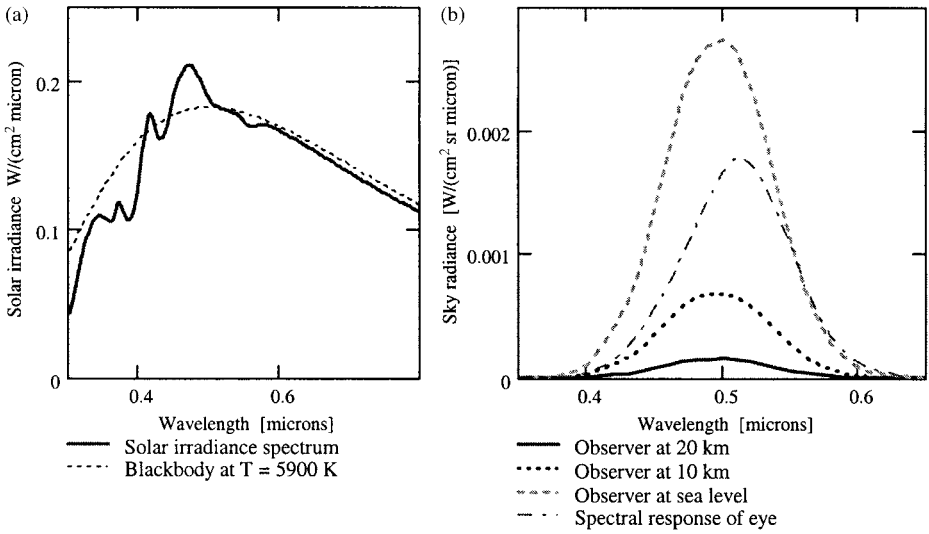 (a)
Solar irradiance W/(cm² micron)
0.2
0.1
0
0.4
0.6
Wavelength [microns]
Solar irradiance spectrum
Blackbody at T = 5900 K
(b)
Sky radiance [W/(cm² sr micron)]
0.002
0.001
0
0.4
0.5
0.6
Wavelength [microns]
Observer at 20 km
Observer at 10 km
Observer at sea level
Spectral response of eye